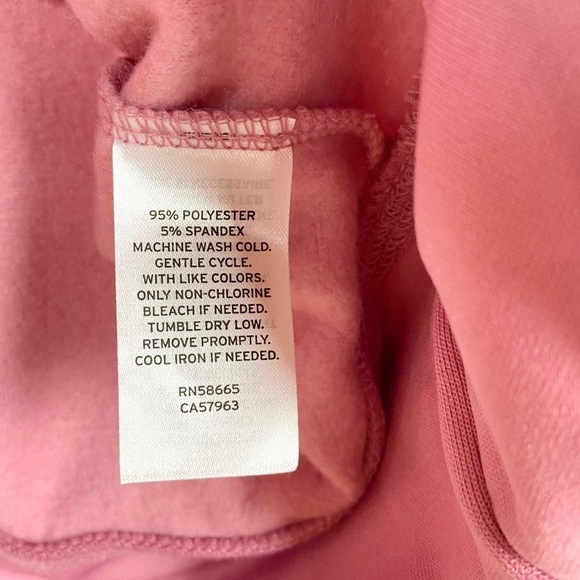 95% POLYESTER
5% SPANDEX
MACHINE WASH COLD.
GENTLE CYCLE.
WITH LIKE COLORS.
ONLY NON-CHLORINE
BLEACH IF NEEDED.
TUMBLE DRY LOW.
REMOVE PROMPTLY.
COOL IRON IF NEEDED.
RN58665
CA57963